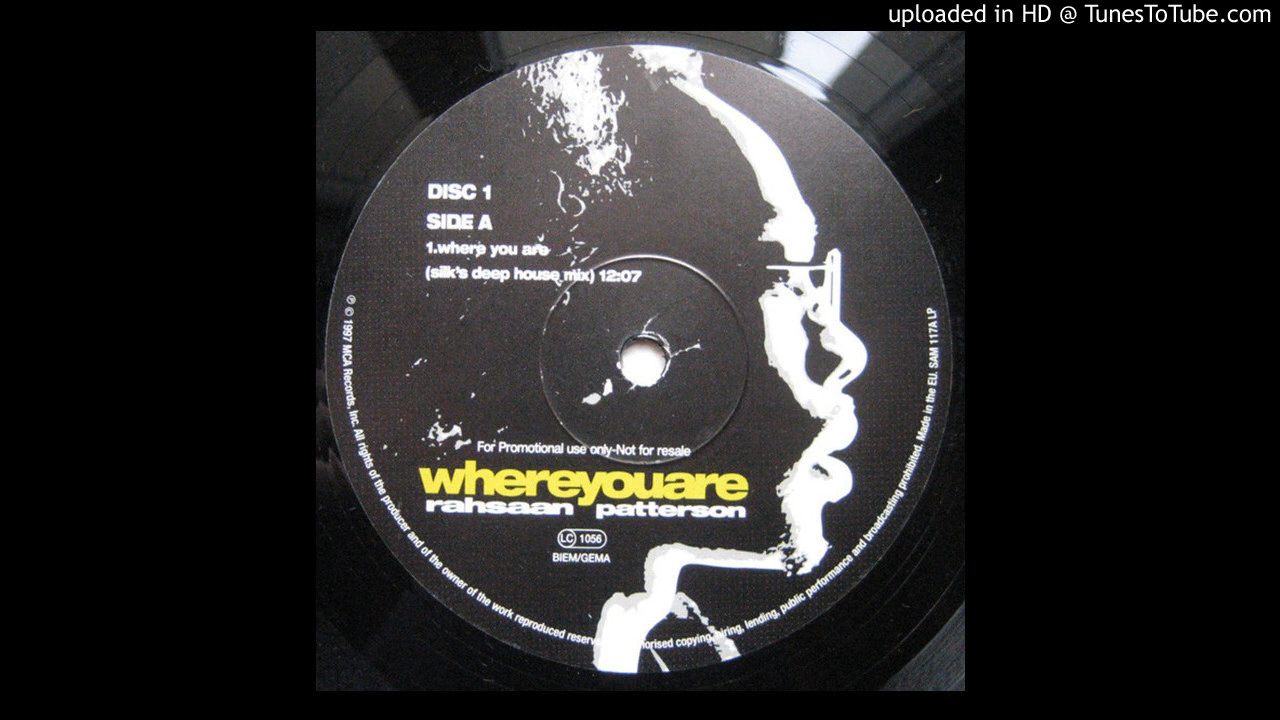 uploaded in HD @ TunesToTube.com
DISC 1
SIDE A
1.where you are
(silk's deep house mix) 12:07
For Promotional use only-Not for resale
whereyouare
rahsaan patterson
LC 1056
BIEM/GEMA
℗ © 1997 MCA Records, Inc. All rights of the producer and of the owner of the work reproduced reserv orised copying, hiring, lending, public performance and broadcasting prohibited. Made in the EU. SAM 117A LP